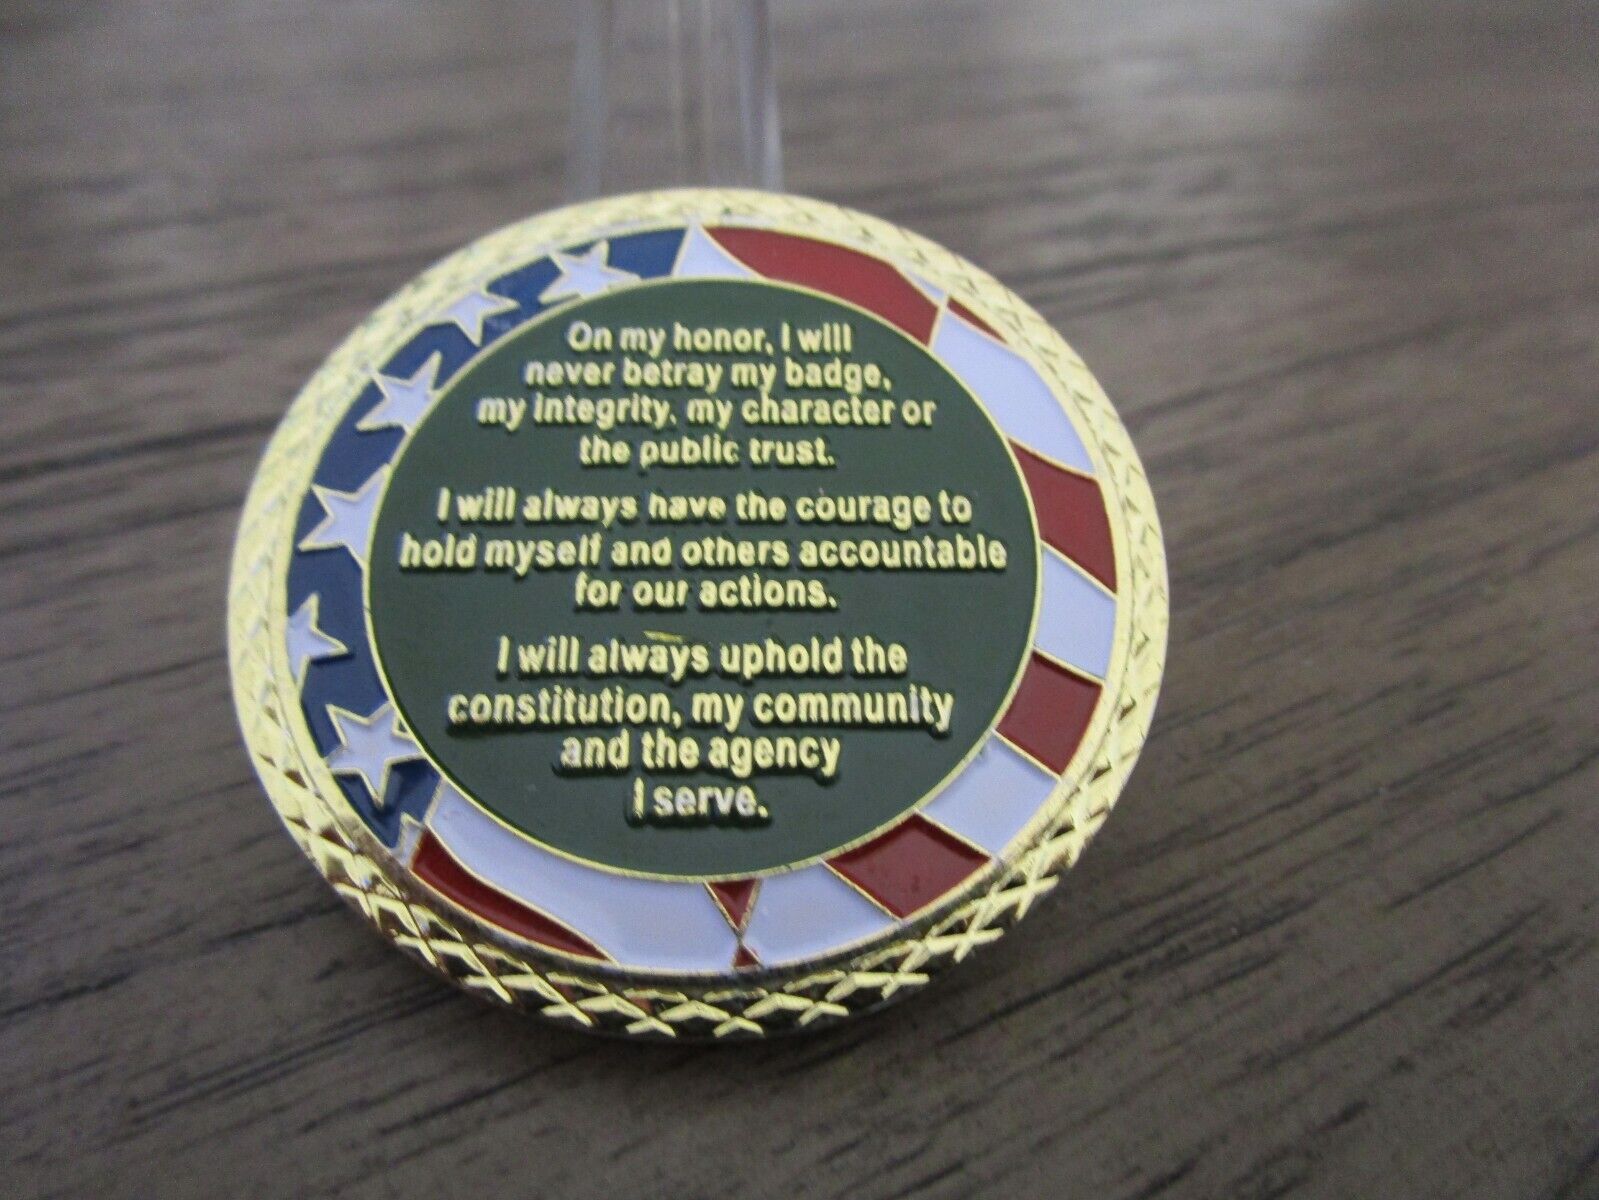 On my honor, I will
never betray my badge,
my integrity, my character or
the public trust.
I will always have the courage to
hold myself and others accountable
for our actions.
I will always uphold the
constitution, my community
and the agency
I serve.